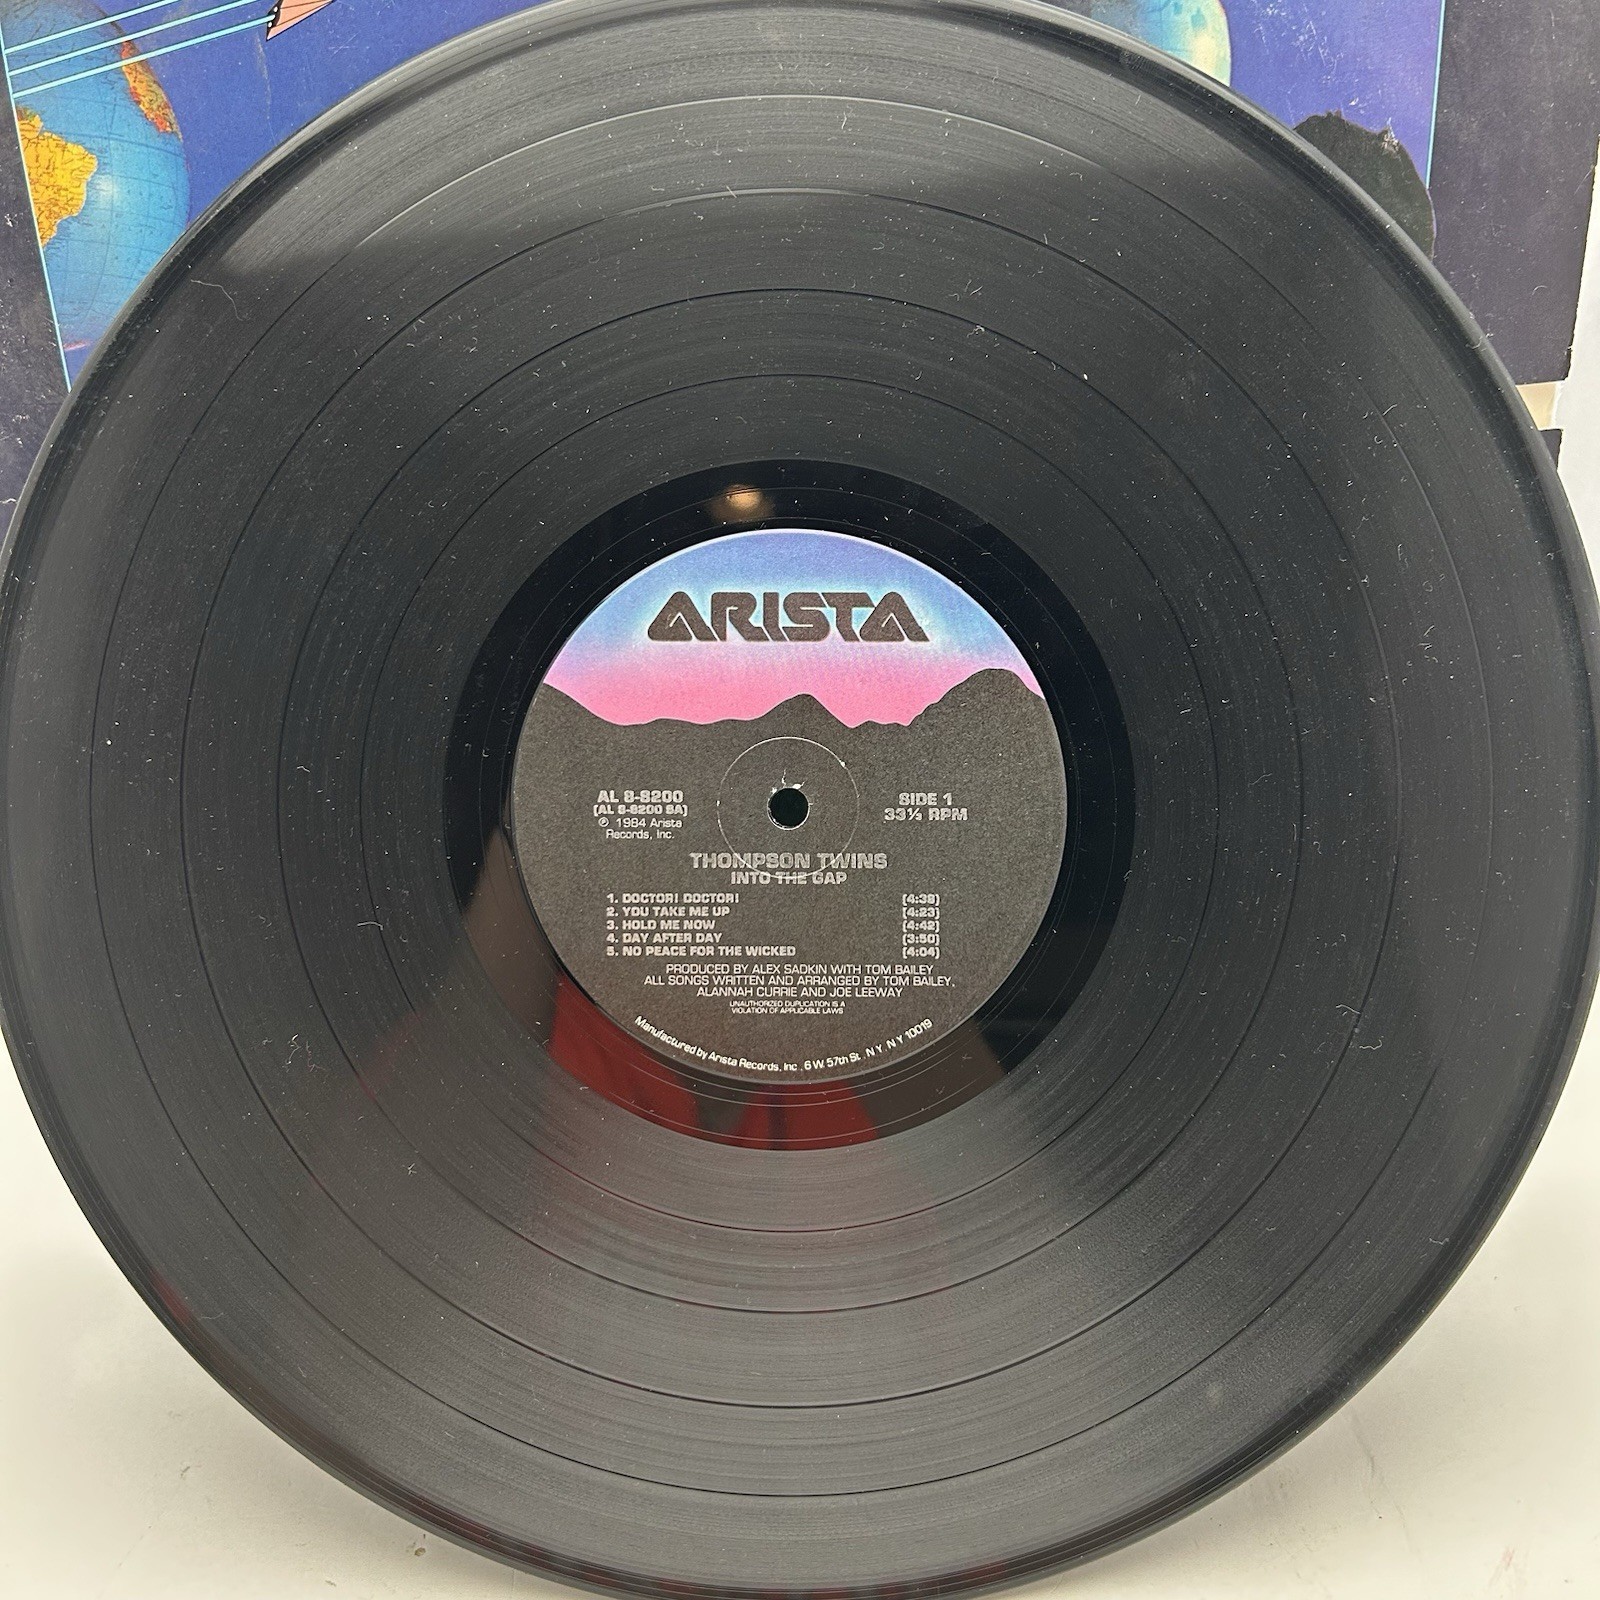 ARISTA
AL 8-8200
[AL 8-8200 SA]
℗ 1984 Arista
Records, Inc.
SIDE 1
33⅓ RPM
THOMPSON TWINS
INTO THE GAP
1. DOCTOR! DOCTOR! [4:38]
2. YOU TAKE ME UP [4:23]
3. HOLD ME NOW [4:42]
4. DAY AFTER DAY [3:50]
5. NO PEACE FOR THE WICKED [4:04]
PRODUCED BY ALEX SADKIN WITH TOM BAILEY
ALL SONGS WRITTEN AND ARRANGED BY TOM BAILEY,
ALANNAH CURRIE AND JOE LEEWAY
UNAUTHORIZED DUPLICATION IS A
VIOLATION OF APPLICABLE LAWS
Manufactured by Arista Records, Inc., 6 W. 57th St., N.Y., N.Y. 10019